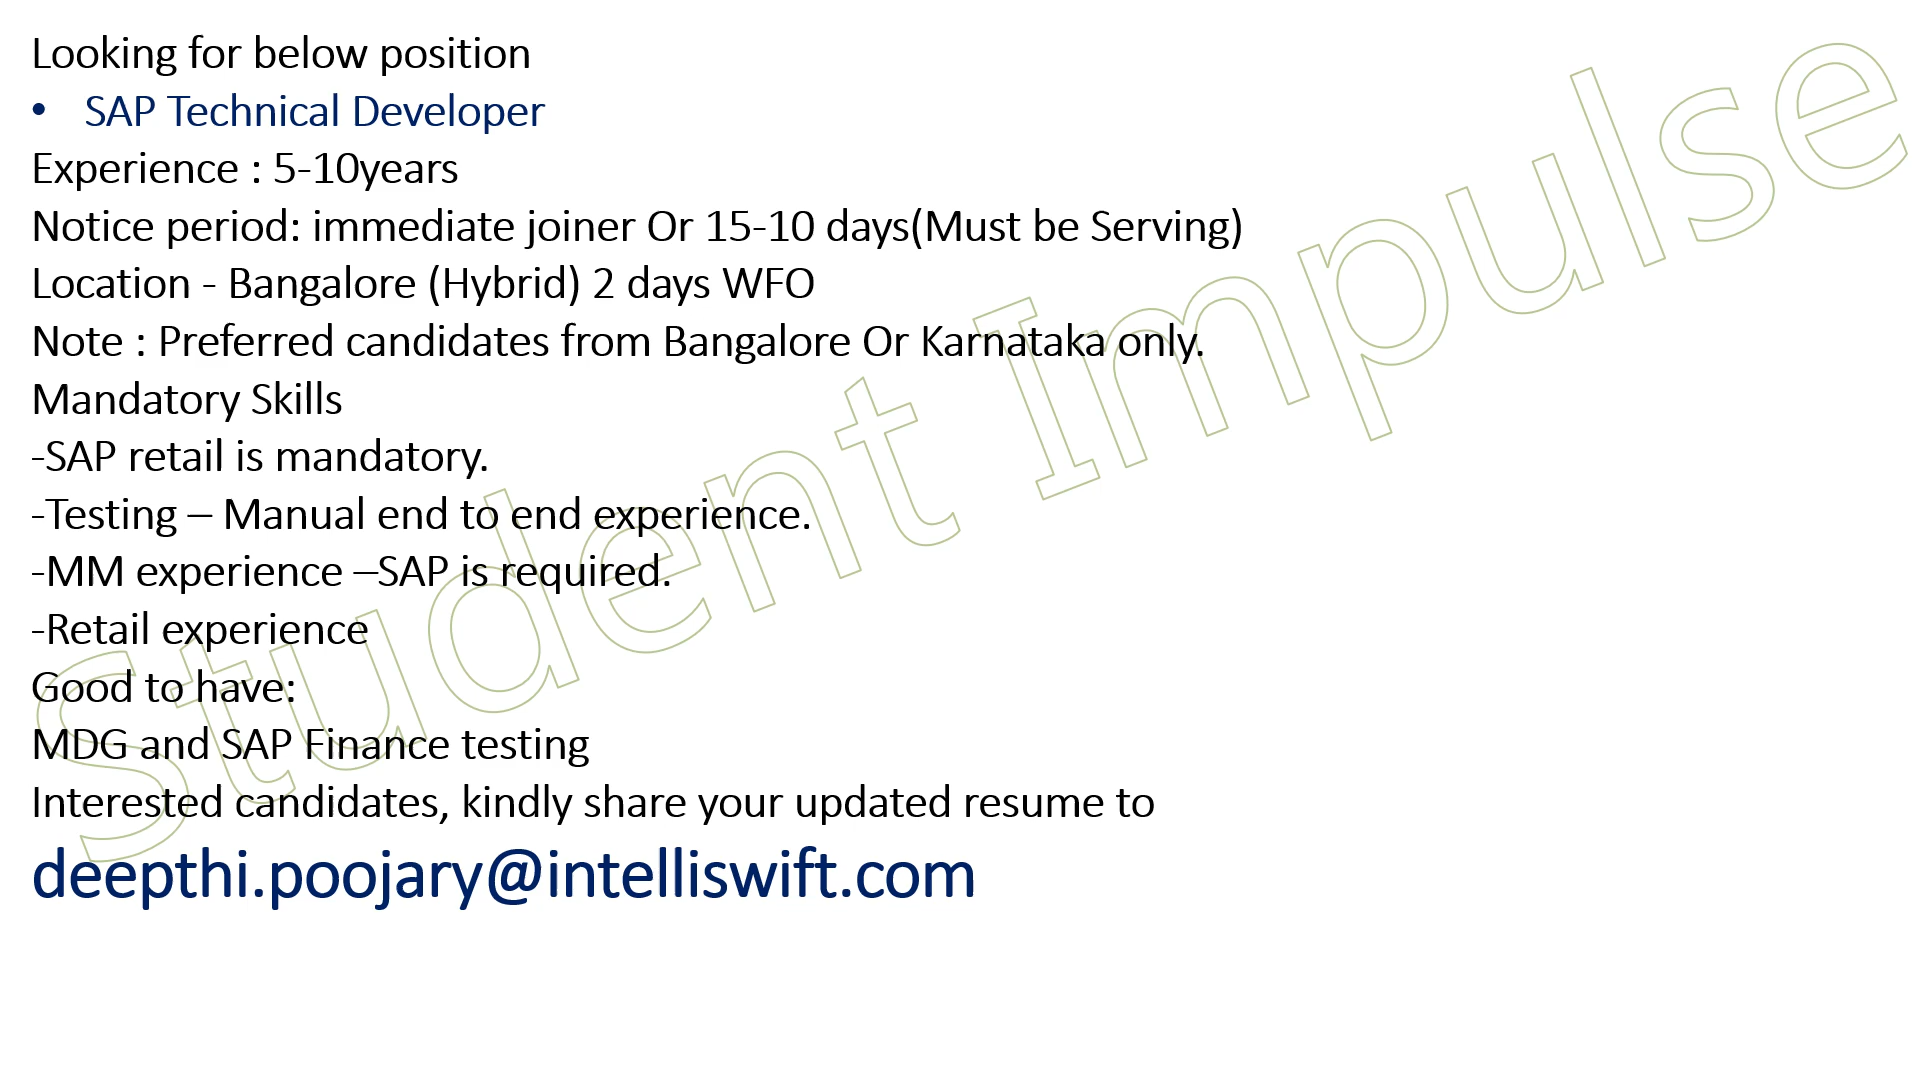 Looking for below position
• SAP Technical Developer
Experience : 5-10years
Notice period: immediate joiner Or 15-10 days(Must be Serving)
Location - Bangalore (Hybrid) 2 days WFO
Note : Preferred candidates from Bangalore Or Karnataka only.
Mandatory Skills
-SAP retail is mandatory.
-Testing – Manual end to end experience.
-MM experience –SAP is required.
-Retail experience
Good to have:
MDG and SAP Finance testing
Interested candidates, kindly share your updated resume to
deepthi.poojary@intelliswift.com
Student Impulse